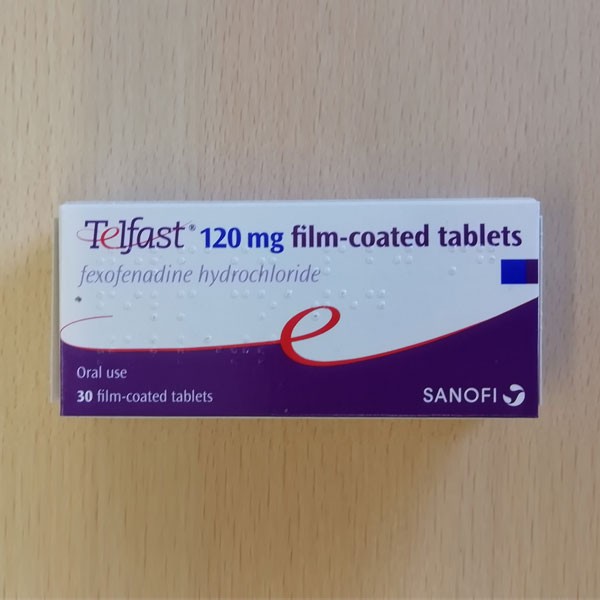 Telfast® 120 mg film-coated tablets
fexofenadine hydrochloride
e
Oral use
30 film-coated tablets
SANOFI